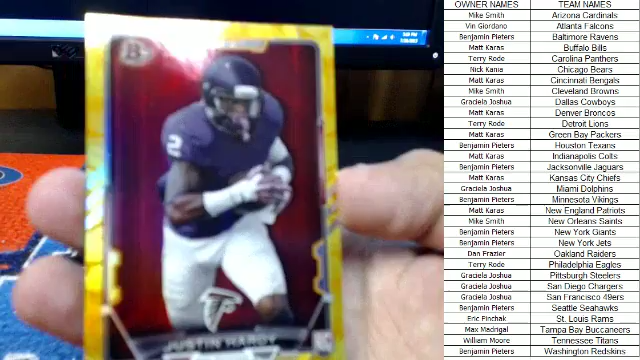 B
2
JUSTIN HARDY
OWNER NAMES TEAM NAMES
Mike Smith Arizona Cardinals
Vin Giordano Atlanta Falcons
Benjamin Pieters Baltimore Ravens
Matt Karas Buffalo Bills
Terry Rode Carolina Panthers
Nick Kania Chicago Bears
Matt Karas Cincinnati Bengals
Mike Smith Cleveland Browns
Graciela Joshua Dallas Cowboys
Matt Karas Denver Broncos
Terry Rode Detroit Lions
Matt Karas Green Bay Packers
Benjamin Pieters Houston Texans
Matt Karas Indianapolis Colts
Benjamin Pieters Jacksonville Jaguars
Matt Karas Kansas City Chiefs
Graciela Joshua Miami Dolphins
Benjamin Pieters Minnesota Vikings
Matt Karas New England Patriots
Mike Smith New Orleans Saints
Benjamin Pieters New York Giants
Benjamin Pieters New York Jets
Dan Frazier Oakland Raiders
Terry Rode Philadelphia Eagles
Graciela Joshua Pittsburgh Steelers
Graciela Joshua San Diego Chargers
Graciela Joshua San Francisco 49ers
Benjamin Pieters Seattle Seahawks
Eric Finchak St. Louis Rams
Max Madrigal Tampa Bay Buccaneers
William Moore Tennessee Titans
Benjamin Pieters Washington Redskins